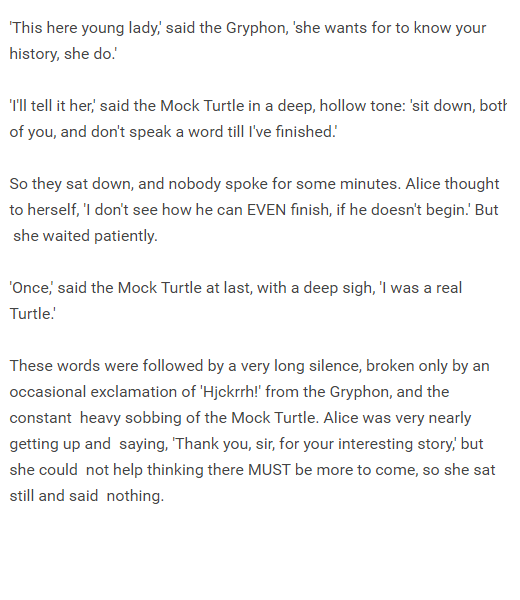 'This here young lady,' said the Gryphon, 'she wants for to know your
history, she do.'
'I'll tell it her,' said the Mock Turtle in a deep, hollow tone: 'sit down, both
of you, and don't speak a word till I've finished.'
So they sat down, and nobody spoke for some minutes. Alice thought
to herself, 'I don't see how he can EVEN finish, if he doesn't begin.' But
she waited patiently.
'Once,' said the Mock Turtle at last, with a deep sigh, 'I was a real
Turtle.'
These words were followed by a very long silence, broken only by an
occasional exclamation of 'Hjckrrh!' from the Gryphon, and the
constant  heavy sobbing of the Mock Turtle. Alice was very nearly
getting up and  saying, 'Thank you, sir, for your interesting story,' but
she could  not help thinking there MUST be more to come, so she sat
still and said  nothing.